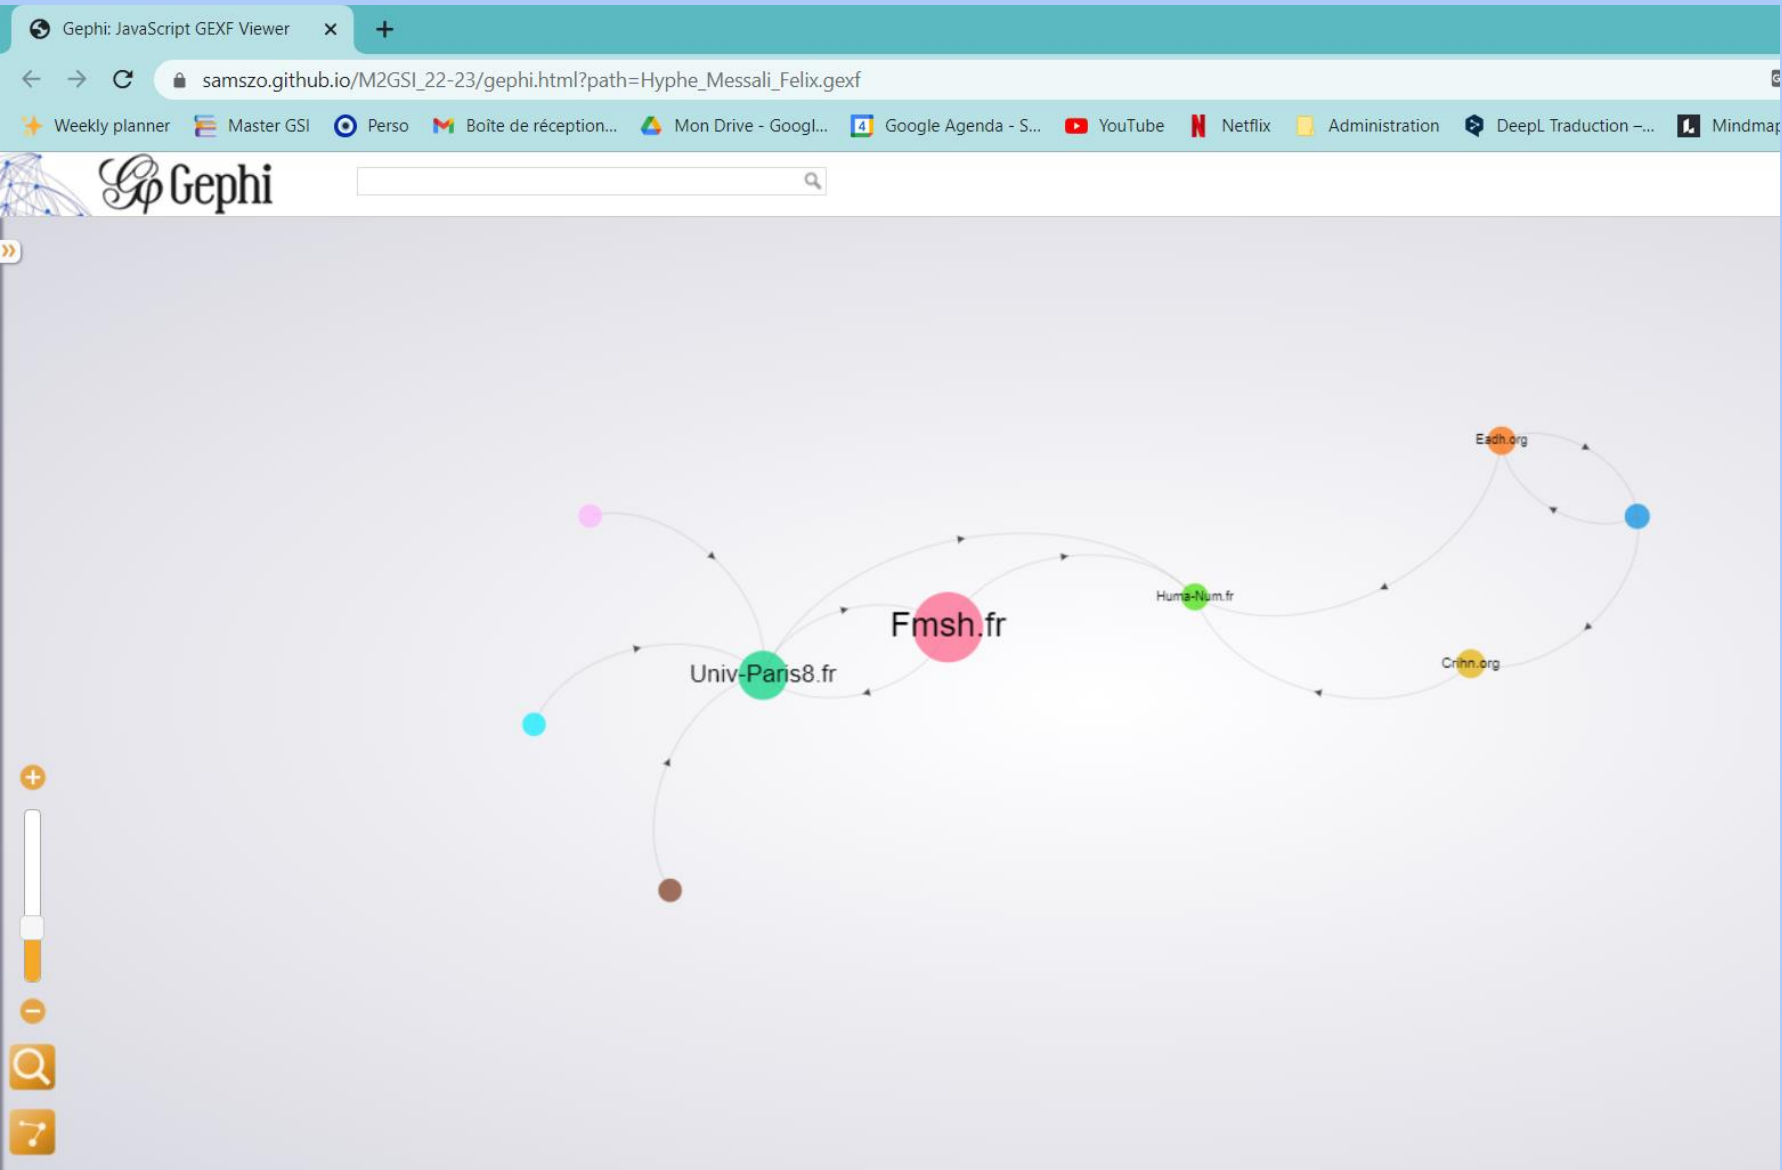 Gephi: JavaScript GEXF Viewer
samszo.github.io/M2GSI_22-23/gephi.html?path=Hyphe_Messali_Felix.gexf
Weekly planner Master GSI Perso Boîte de réception... Mon Drive - Googl... 4 Google Agenda - S... YouTube Netflix Administration DeepL Traduction –... Mindmap
Gephi
Eadh.org
Huma-Num.fr
Fmsh.fr
Crihn.org
Univ-Paris8.fr